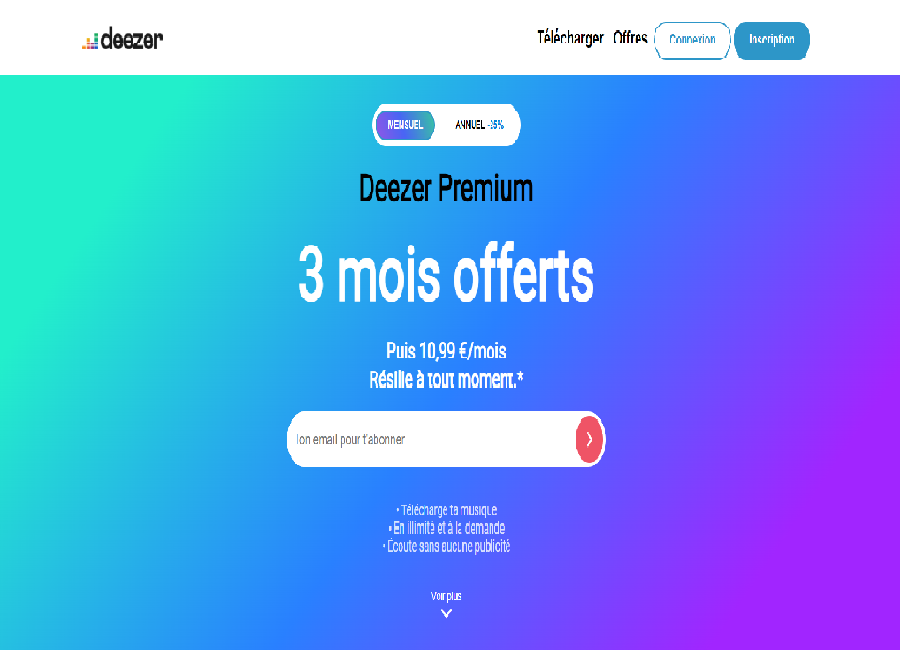 deezer
Télécharger Offres Connexion Inscription
MENSUEL ANNUEL -35%
Deezer Premium
3 mois offerts
Puis 10,99 €/mois
Résilie à tout moment.*
Ton email pour t'abonner
• Télécharge ta musique
• En illimité et à la demande
• Écoute sans aucune publicité
Voir plus